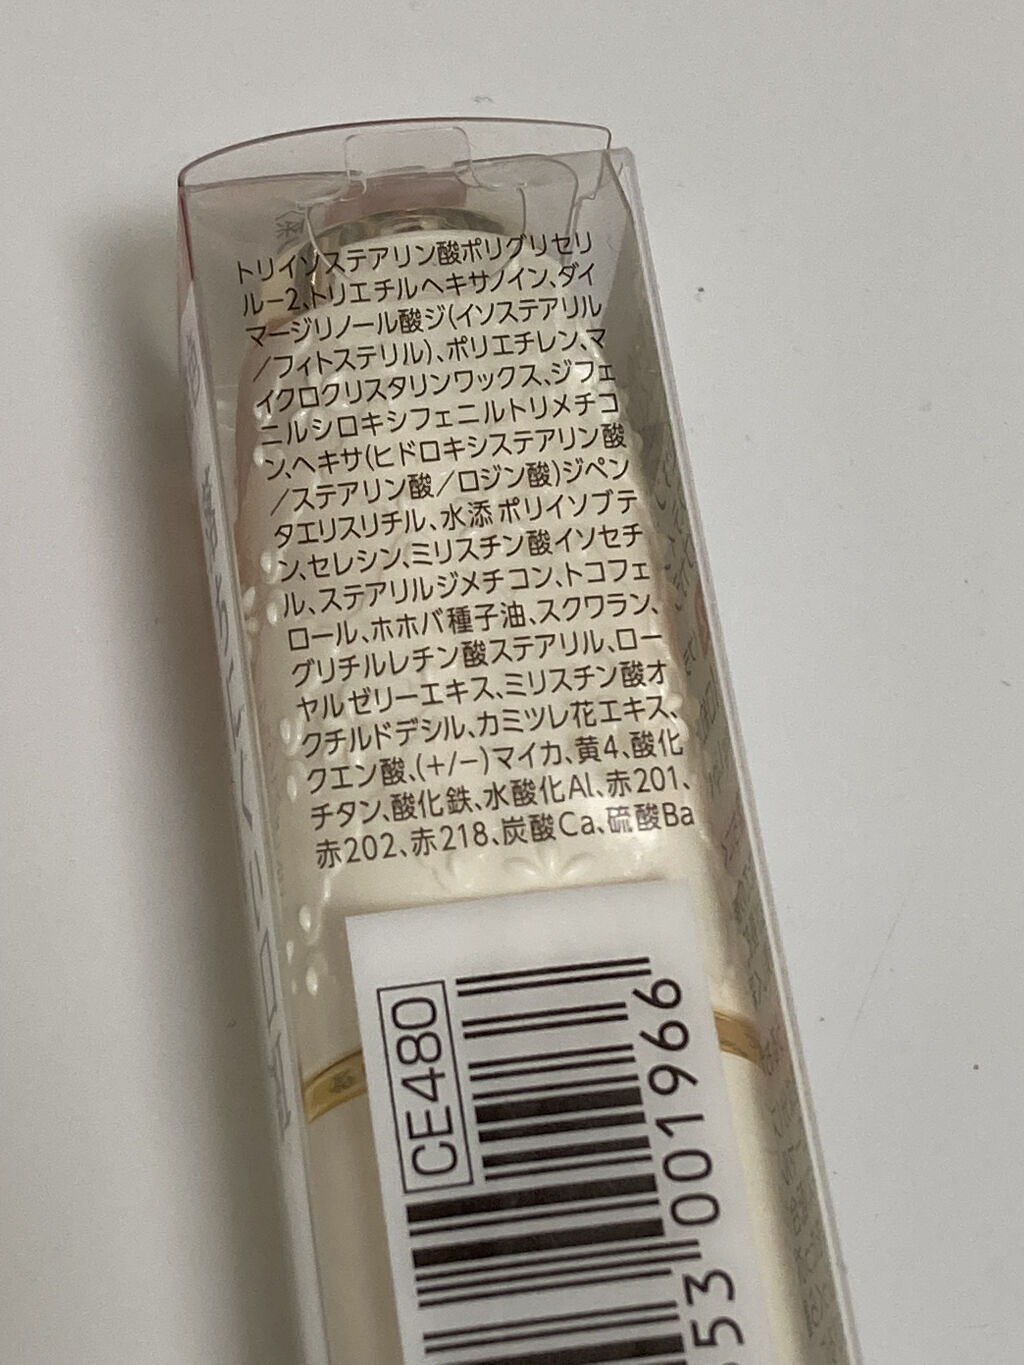 トリイソステアリン酸ポリグリセリ
ル−2、トリエチルヘキサノイン、ダイ
マージリノール酸ジ(イソステアリル
/フィトステリル)、ポリエチレン、マ
イクロクリスタリンワックス、ジフェ
ニルシロキシフェニルトリメチコ
ン、ヘキサ(ヒドロキシステアリン酸
/ステアリン酸/ロジン酸)ジペン
タエリスリチル、水添ポリイソブテ
ン、セレシン、ミリスチン酸イソセチ
ル、ステアリルジメチコン、トコフェ
ロール、ホホバ種子油、スクワラン、
グリチルレチン酸ステアリル、ロー
ヤルゼリーエキス、ミリスチン酸オ
クチルドデシル、カミツレ花エキス、
クエン酸、(+/−)マイカ、黄4、酸化
チタン、酸化鉄、水酸化Al、赤201、
赤202、赤218、炭酸Ca、硫酸Ba
CE480
53 001966